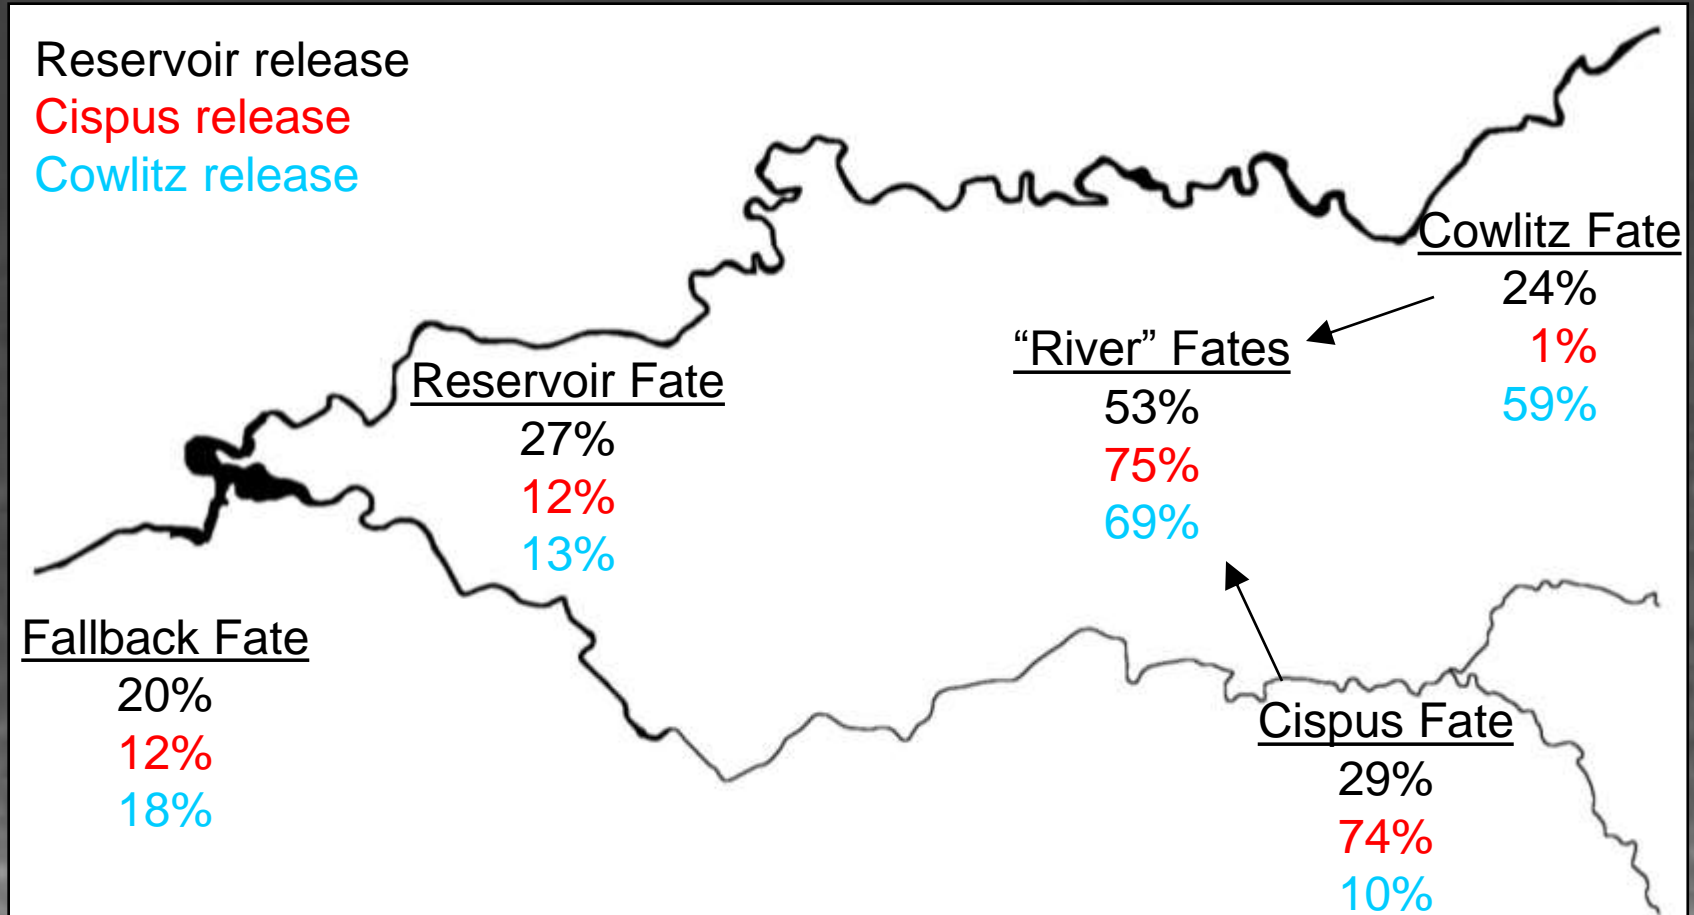 Reservoir release
Cispus release
Cowlitz release
Cowlitz Fate
24%
1%
59%
“River” Fates
53%
75%
69%
Reservoir Fate
27%
12%
13%
Fallback Fate
20%
12%
18%
Cispus Fate
29%
74%
10%